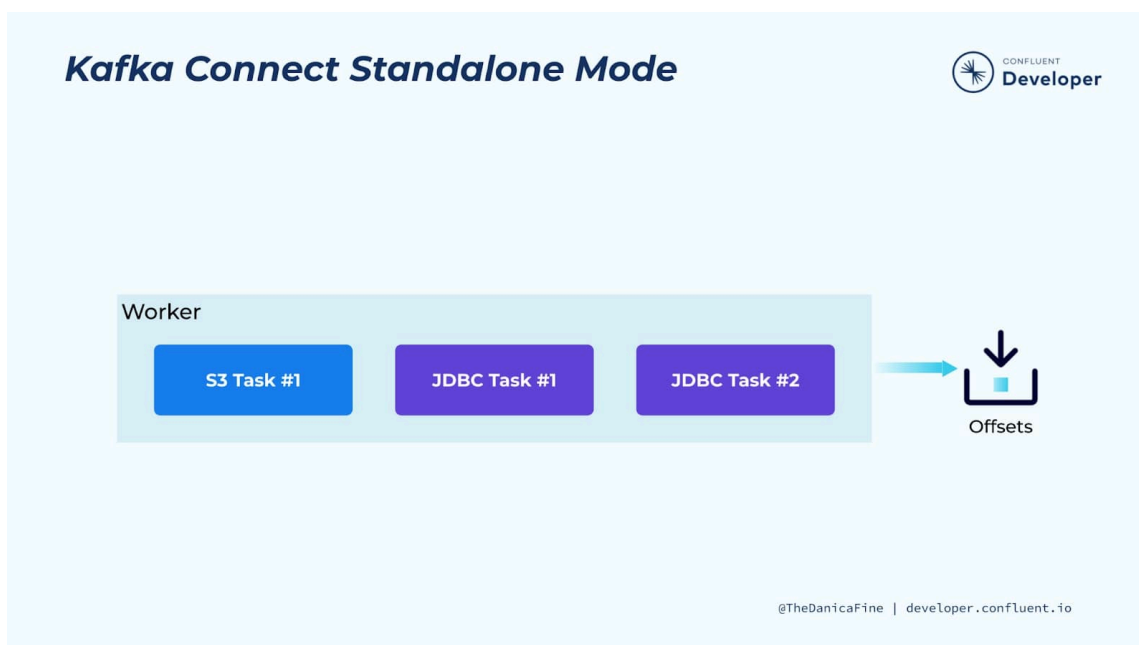 Kafka Connect Standalone Mode
CONFLUENT
Developer
Worker
S3 Task #1
JDBC Task #1
JDBC Task #2
Offsets
@TheDanicaFine | developer.confluent.io